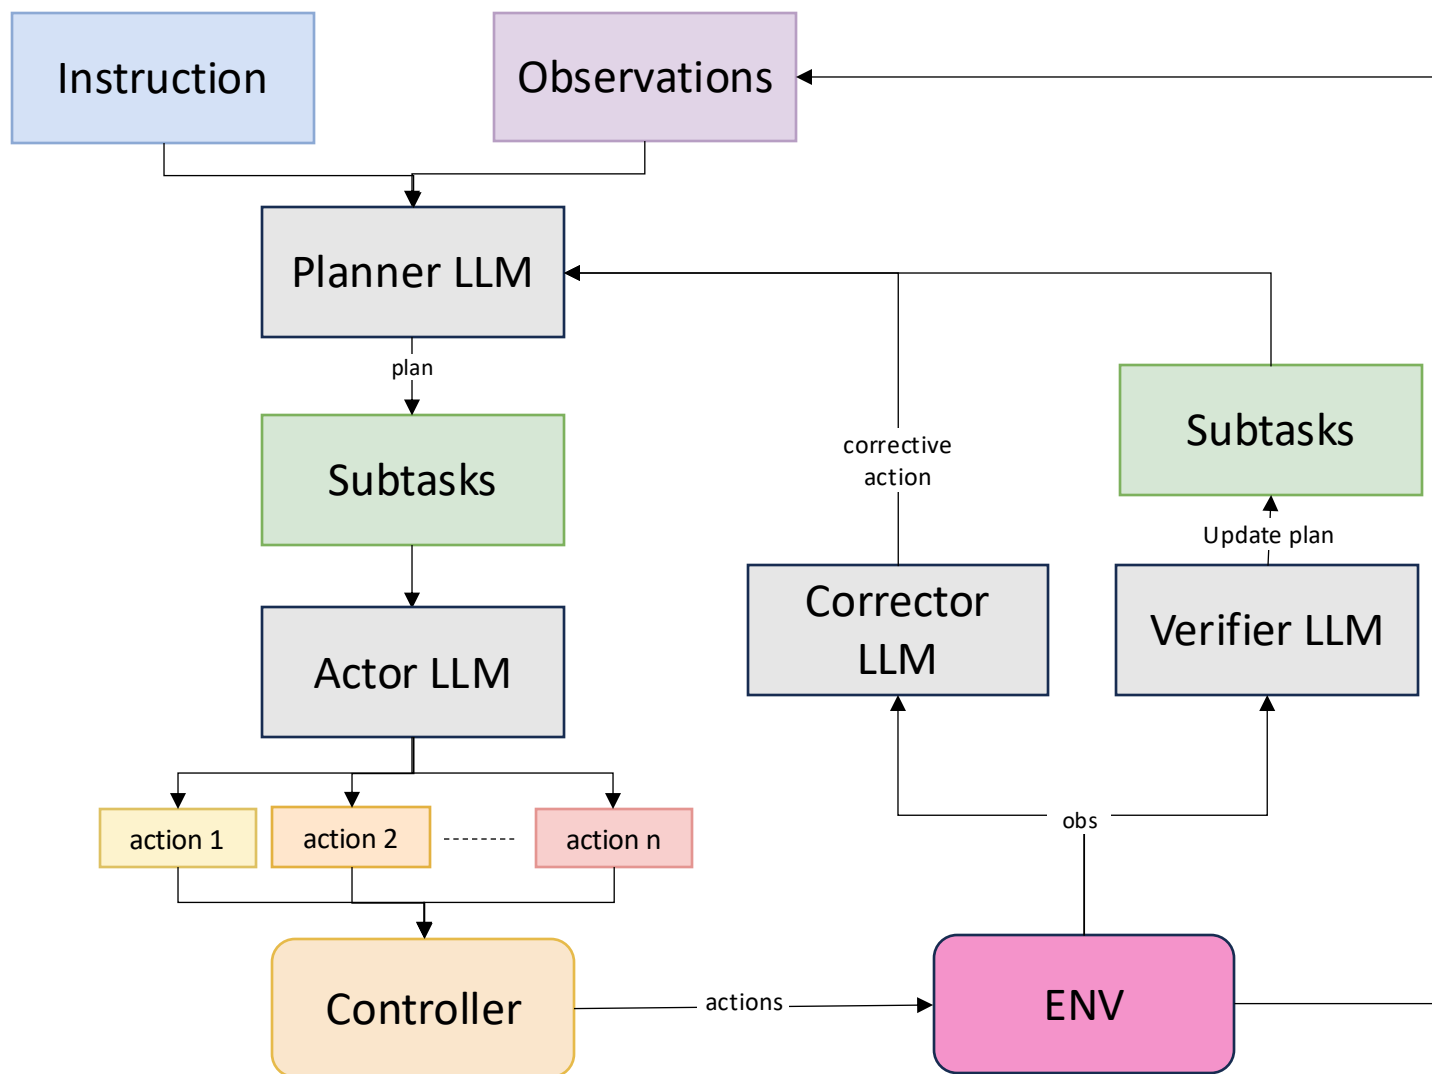 Instruction
Observations
Planner LLM
plan
Subtasks
corrective
action
Subtasks
Update plan
Corrector
LLM
Verifier LLM
Actor LLM
action 1
action 2
action n
obs
Controller
actions
ENV